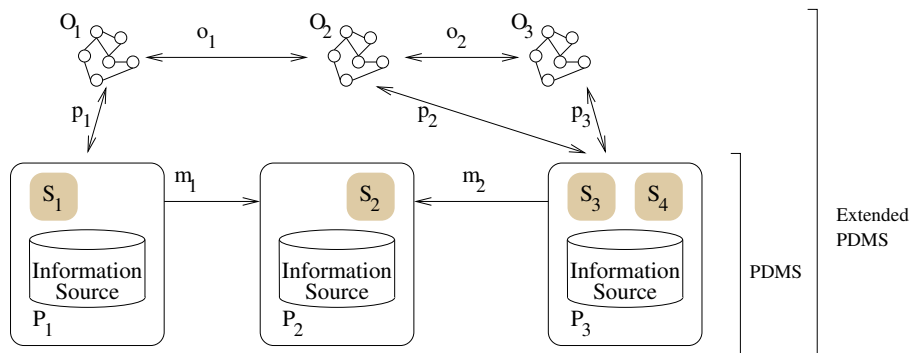 O1 o1 O2 o2 O3
p1 p2 p3
m1 m2
S1 S2 S3 S4
Information Source Information Source Information Source
P1 P2 P3
PDMS
Extended PDMS